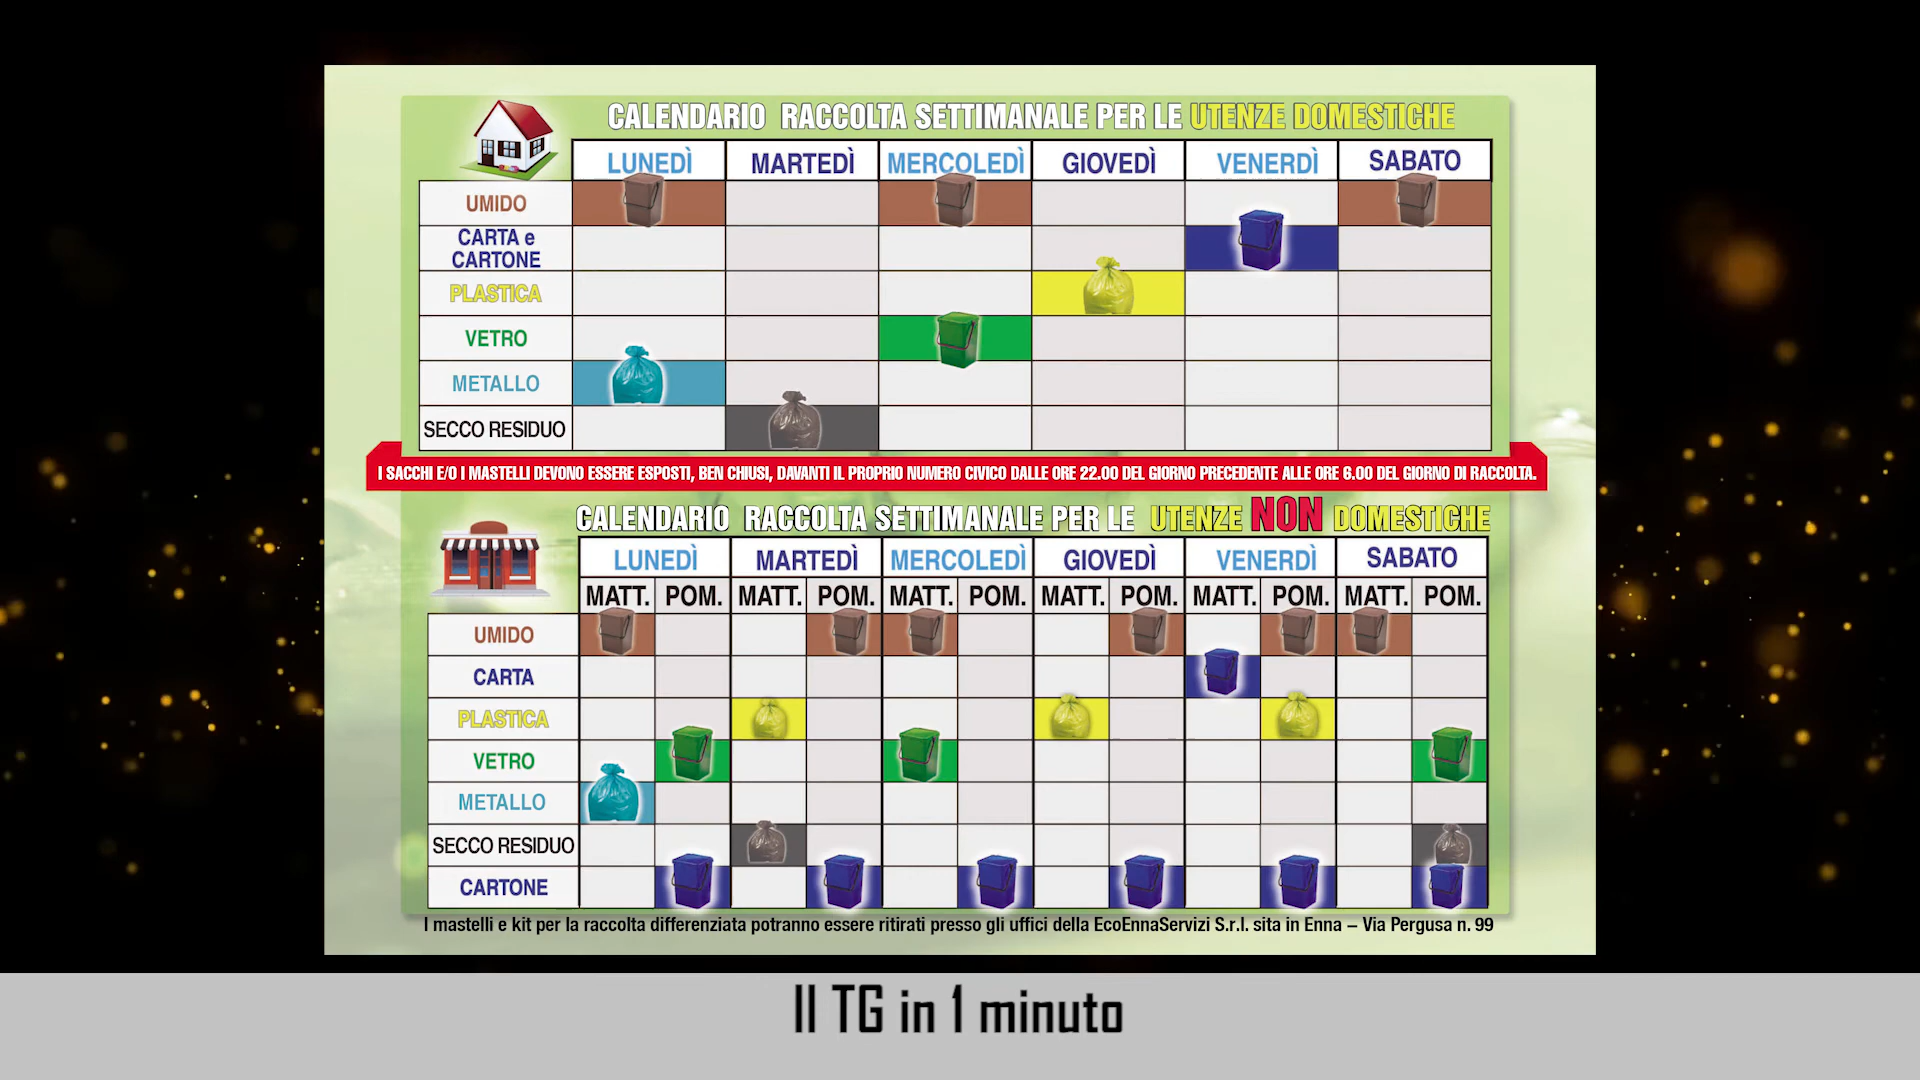 CALENDARIO RACCOLTA SETTIMANALE PER LE UTENZE DOMESTICHE
LUNEDÌ MARTEDÌ MERCOLEDÌ GIOVEDÌ VENERDÌ SABATO
UMIDO
CARTA e
CARTONE
PLASTICA
VETRO
METALLO
SECCO RESIDUO
I SACCHI E/O I MASTELLI DEVONO ESSERE ESPOSTI, BEN CHIUSI, DAVANTI IL PROPRIO NUMERO CIVICO DALLE ORE 22.00 DEL GIORNO PRECEDENTE ALLE ORE 6.00 DEL GIORNO DI RACCOLTA.
CALENDARIO RACCOLTA SETTIMANALE PER LE UTENZE NON DOMESTICHE
LUNEDÌ MARTEDÌ MERCOLEDÌ GIOVEDÌ VENERDÌ SABATO
MATT. POM. MATT. POM. MATT. POM. MATT. POM. MATT. POM. MATT. POM.
UMIDO
CARTA
PLASTICA
VETRO
METALLO
SECCO RESIDUO
CARTONE
I mastelli e kit per la raccolta differenziata potranno essere ritirati presso gli uffici della EcoEnnaServizi S.r.l. sita in Enna – Via Pergusa n. 99
Il TG in 1 minuto